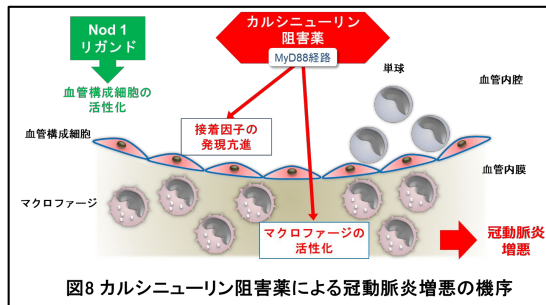 Nod 1
リガンド
血管構成細胞の
活性化
カルシニューリン
阻害薬
MyD88経路
単球
血管内腔
血管構成細胞
接着因子の
発現亢進
血管内膜
マクロファージ
マクロファージの
活性化
冠動脈炎
増悪
図8 カルシニューリン阻害薬による冠動脈炎増悪の機序